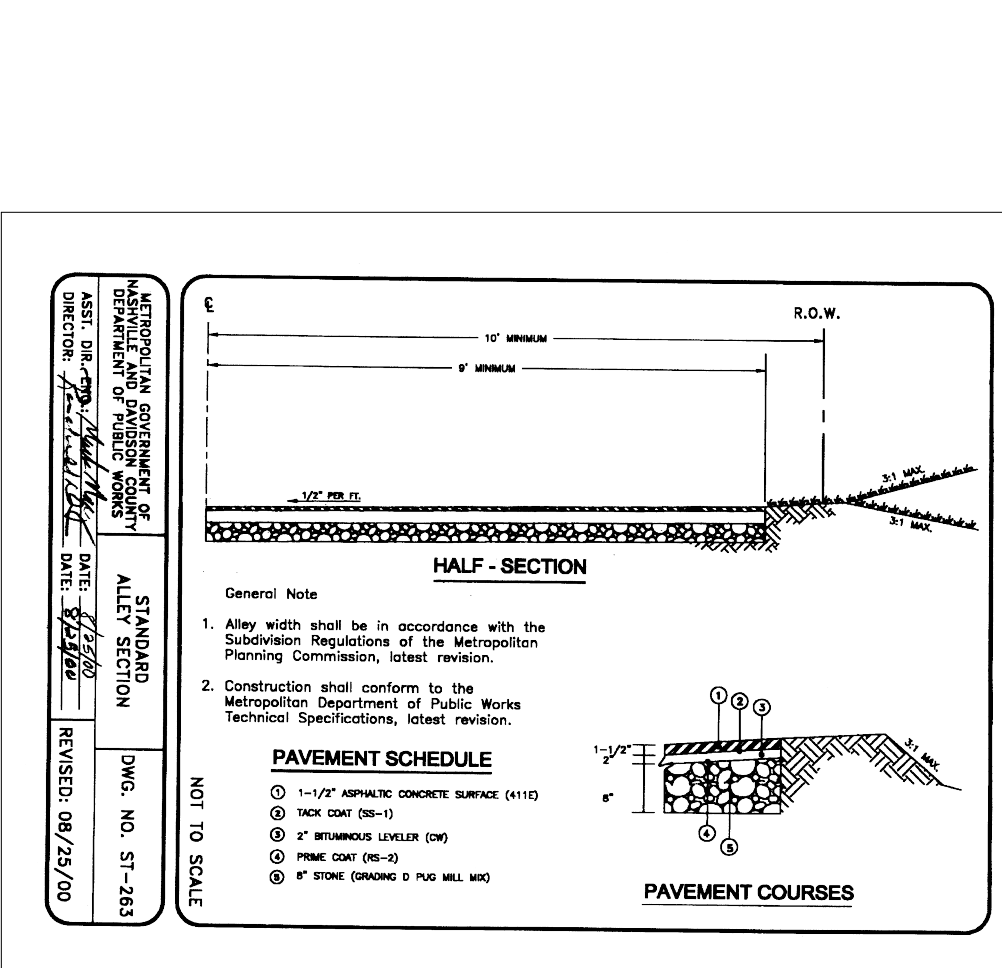 METROPOLITAN GOVERNMENT OF
NASHVILLE AND DAVIDSON COUNTY
DEPARTMENT OF PUBLIC WORKS
ASST. DIR.-ENG.:
DATE: 8/25/00
DIRECTOR:
DATE: 8/25/00
STANDARD
ALLEY SECTION
DWG. NO. ST-263
REVISED: 08/25/00
℄
R.O.W.
10' MINIMUM
9' MINIMUM
1/2" PER FT.
3:1 MAX.
3:1 MAX.
HALF - SECTION
General Note
1. Alley width shall be in accordance with the
Subdivision Regulations of the Metropolitan
Planning Commission, latest revision.
2. Construction shall conform to the
Metropolitan Department of Public Works
Technical Specifications, latest revision.
PAVEMENT SCHEDULE
1 1-1/2" ASPHALTIC CONCRETE SURFACE (411E)
2 TACK COAT (SS-1)
3 2" BITUMINOUS LEVELER (CW)
4 PRIME COAT (RS-2)
5 8" STONE (GRADING D PUG MILL MIX)
NOT TO SCALE
1 2 3
1-1/2"
2"
8"
3:1 MAX.
4
5
PAVEMENT COURSES